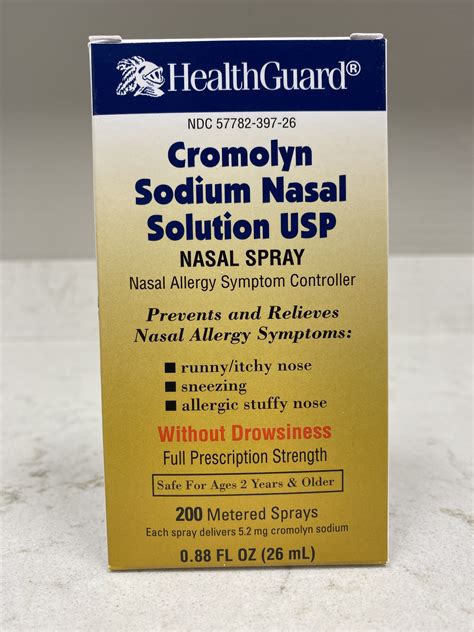 HealthGuard®
NDC 57782-397-26
Cromolyn
Sodium Nasal
Solution USP
NASAL SPRAY
Nasal Allergy Symptom Controller
Prevents and Relieves
Nasal Allergy Symptoms:
■ runny/itchy nose
■ sneezing
■ allergic stuffy nose
Without Drowsiness
Full Prescription Strength
Safe For Ages 2 Years & Older
200 Metered Sprays
Each spray delivers 5.2 mg cromolyn sodium
0.88 FL OZ (26 mL)